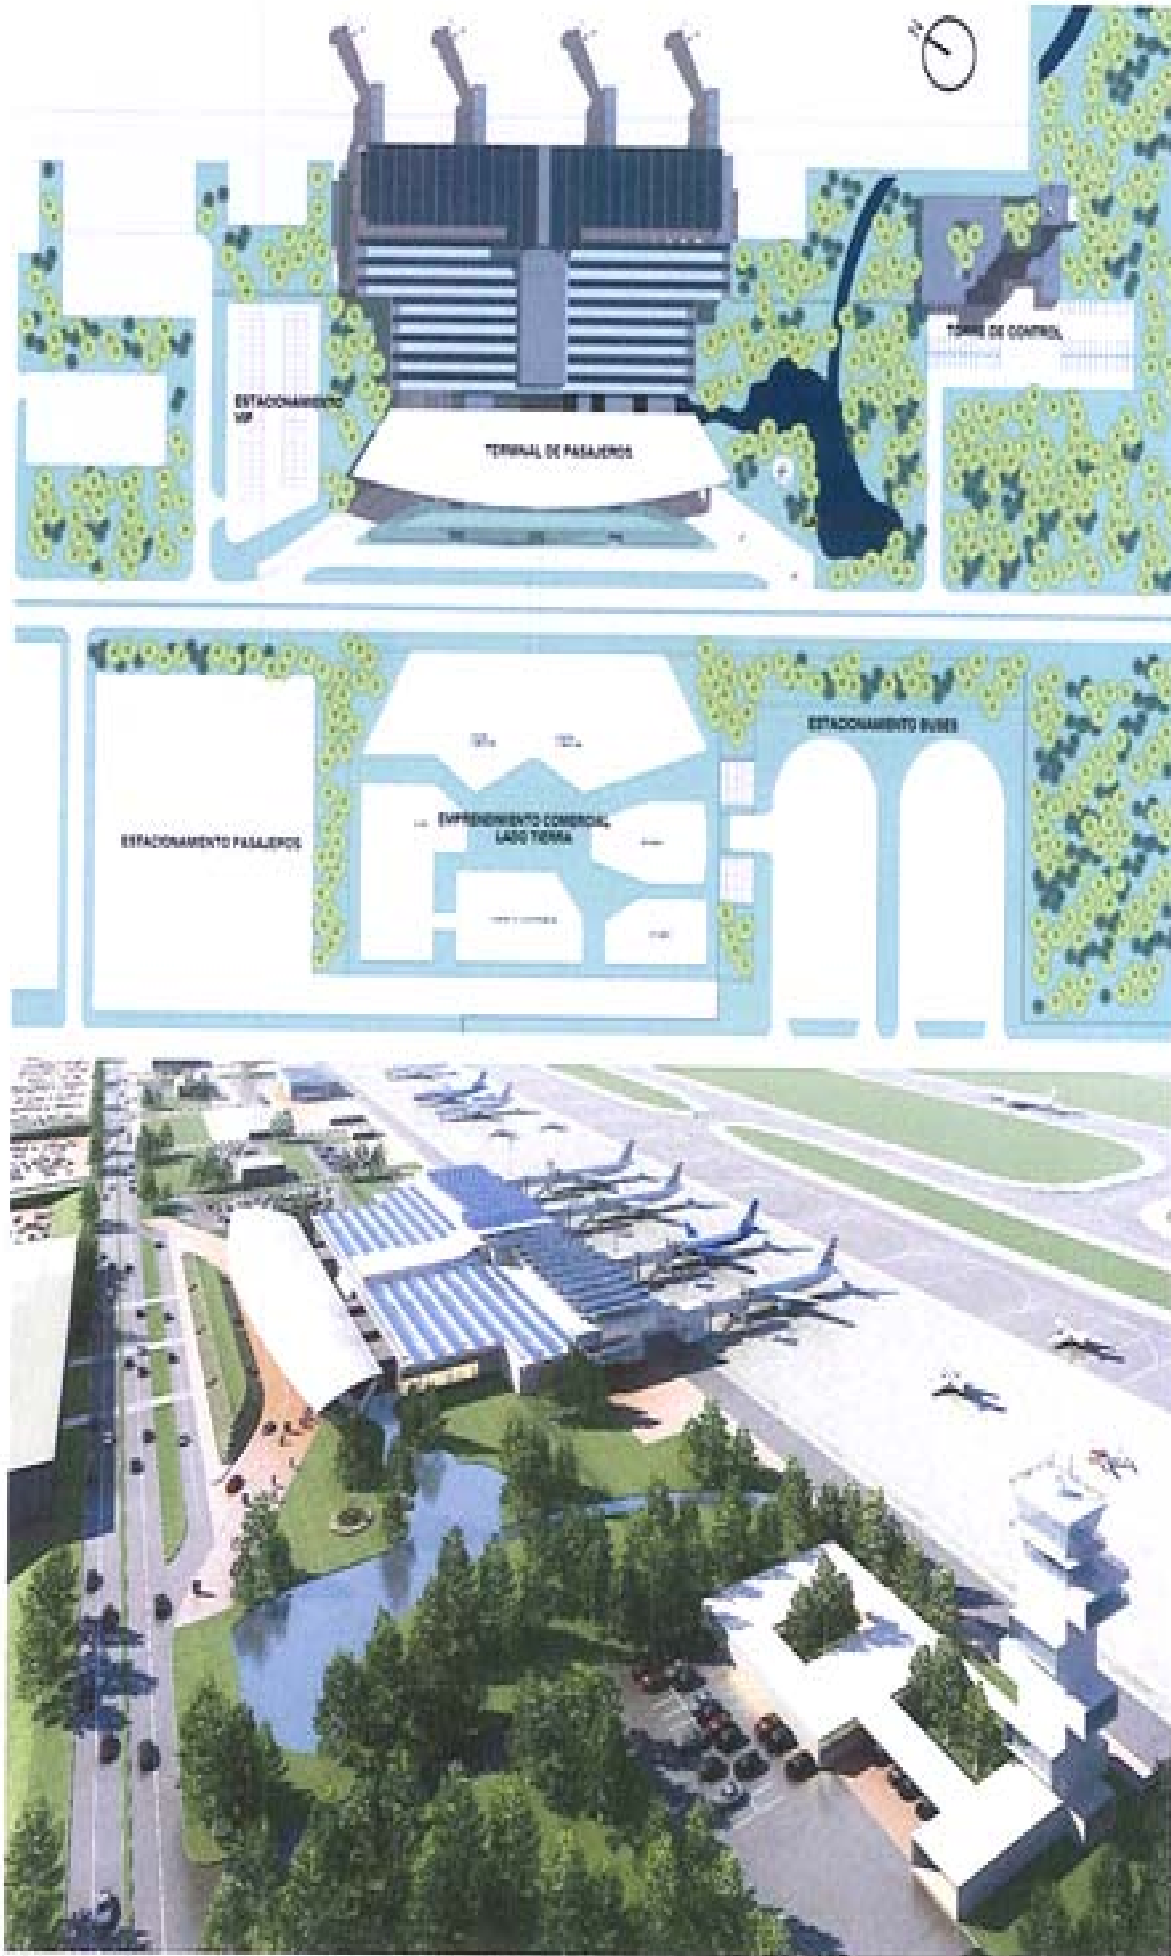 TORRE DE CONTROL
ESTACIONAMIENTO
VIP
TERMINAL DE PASAJEROS
ESTACIONAMIENTO BUSES
EMPRENDIMIENTO COMERCIAL
LADO TIERRA
ESTACIONAMIENTO PASAJEROS